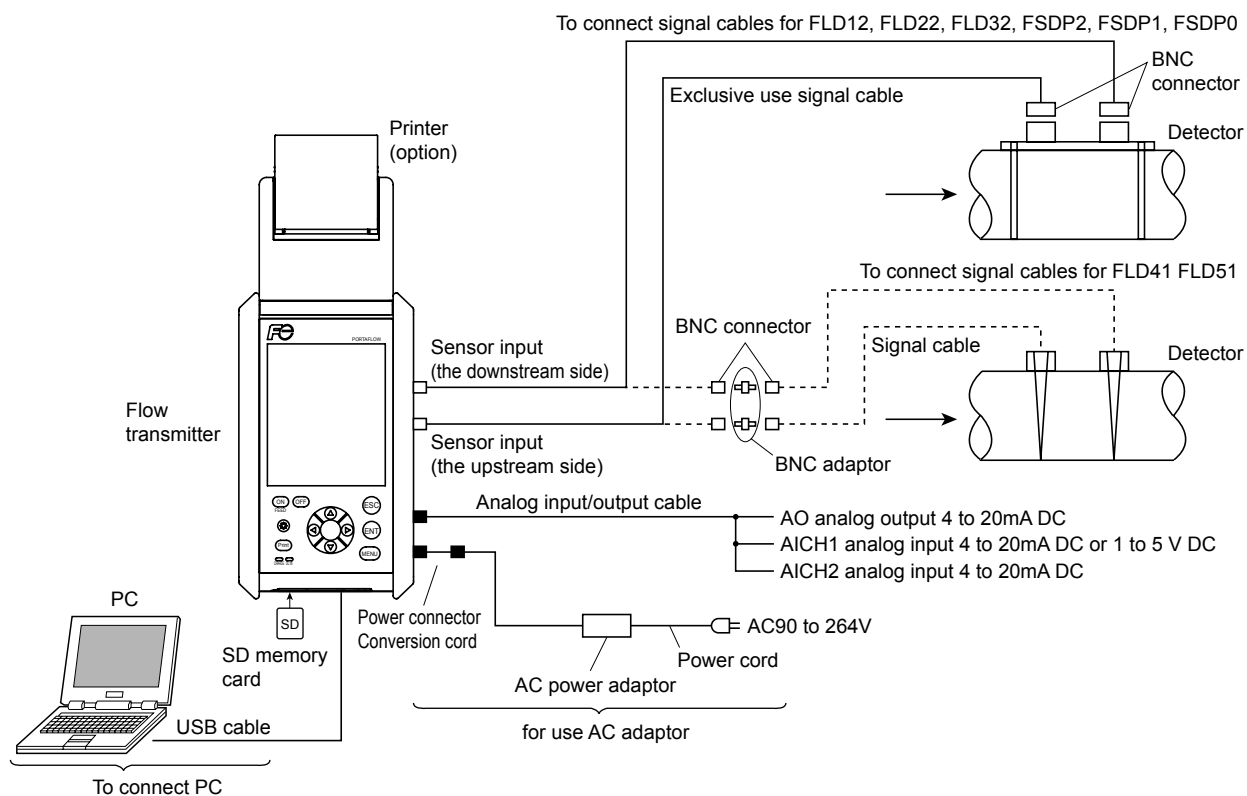 To connect signal cables for FLD12, FLD22, FLD32, FSDP2, FSDP1, FSDP0
BNC
connector
Exclusive use signal cable
Detector
Printer
(option)
To connect signal cables for FLD41 FLD51
BNC connector
Signal cable
Detector
Sensor input
(the downstream side)
Fe
PORTAFLOW
Flow
transmitter
Sensor input
(the upstream side)
BNC adaptor
Analog input/output cable
ON
OFF
FEED
ESC
ENT
Print
MENU
AO analog output 4 to 20mA DC
AICH1 analog input 4 to 20mA DC or 1 to 5 V DC
AICH2 analog input 4 to 20mA DC
PC
SD
SD memory
card
Power connector
Conversion cord
AC90 to 264V
Power cord
AC power adaptor
USB cable
for use AC adaptor
To connect PC